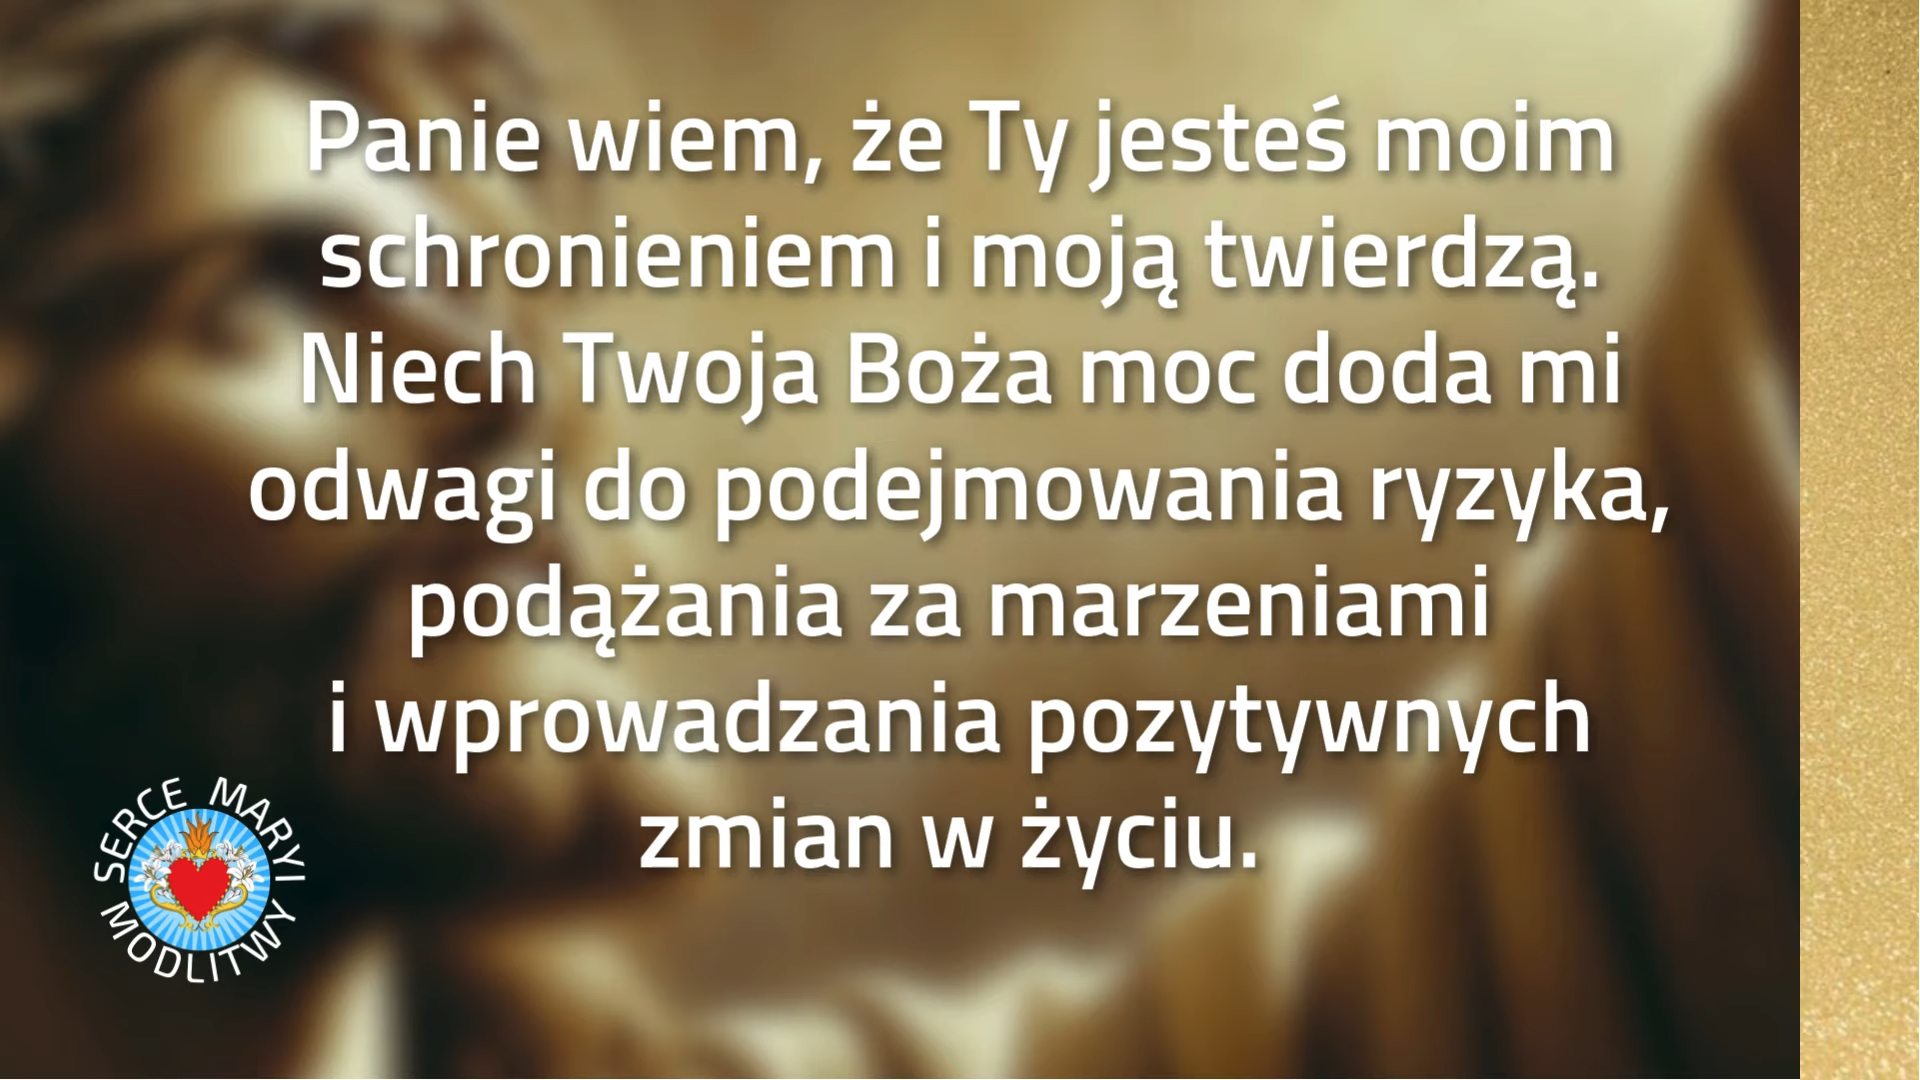 Panie wiem, że Ty jesteś moim
schronieniem i moją twierdzą.
Niech Twoja Boża moc doda mi
odwagi do podejmowania ryzyka,
podążania za marzeniami
i wprowadzania pozytywnych
zmian w życiu.
SERCE MARYI
MODLITWY